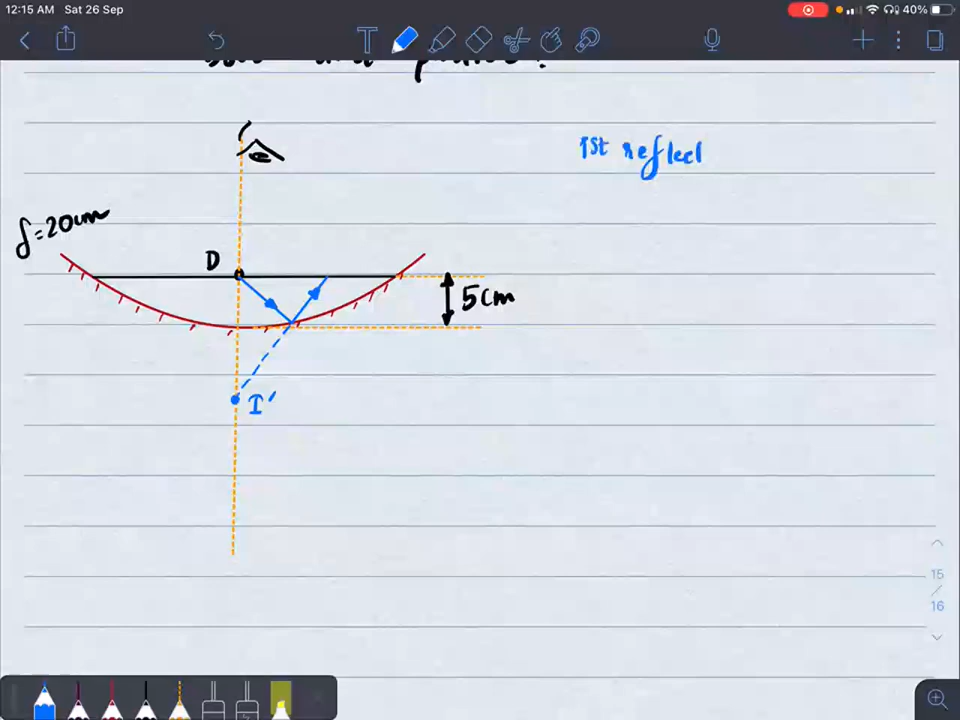 12:15 AM Sat 26 Sep
40%
T
1st reflect
f = 20cm
D
5cm
I'
15
16